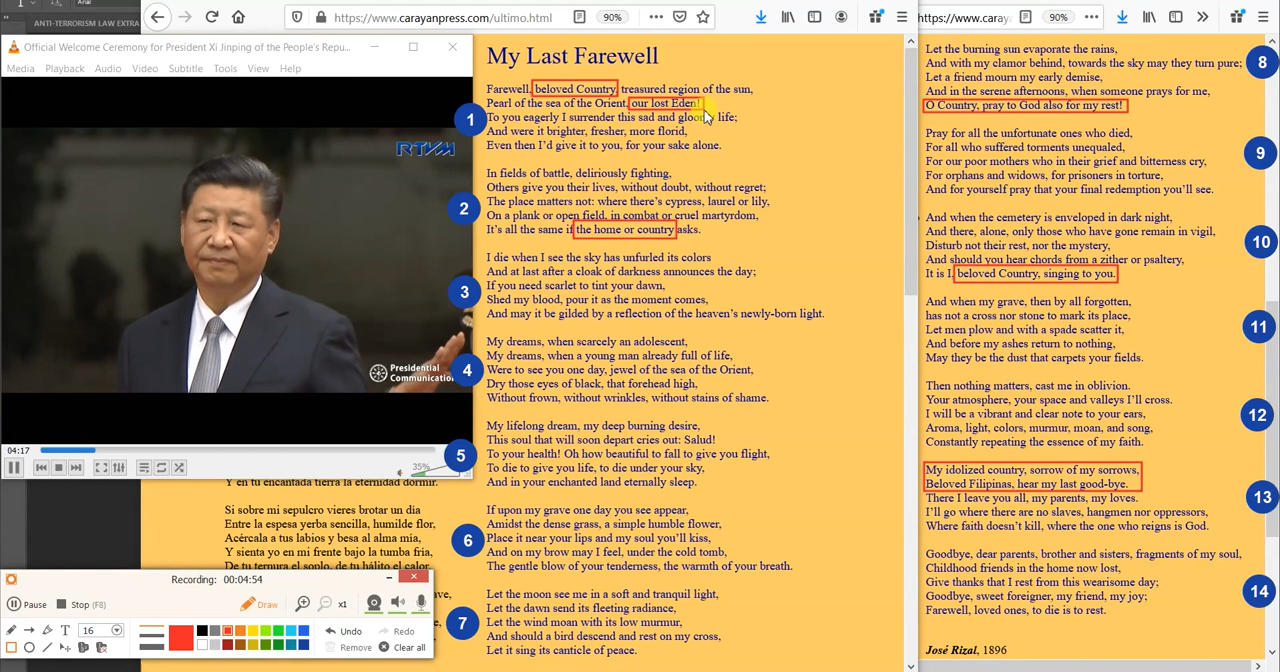 ANTI-TERRORISM LAW EXTRA
https://www.carayanpress.com/ultimo.html
90%
https://www.caray
90%
Official Welcome Ceremony for President Xi Jinping of the People's Repu...
Media Playback Audio Video Subtitle Tools View Help
RTVM
Presidential
Communication
04:17
35%
My Last Farewell
1
Farewell, beloved Country, treasured region of the sun,
Pearl of the sea of the Orient, our lost Eden!
To you eagerly I surrender this sad and gloomy life;
And were it brighter, fresher, more florid,
Even then I'd give it to you, for your sake alone.
2
In fields of battle, deliriously fighting,
Others give you their lives, without doubt, without regret;
The place matters not: where there's cypress, laurel or lily,
On a plank or open field, in combat or cruel martyrdom,
It's all the same if the home or country asks.
3
I die when I see the sky has unfurled its colors
And at last after a cloak of darkness announces the day;
If you need scarlet to tint your dawn,
Shed my blood, pour it as the moment comes,
And may it be gilded by a reflection of the heaven's newly-born light.
4
My dreams, when scarcely an adolescent,
My dreams, when a young man already full of life,
Were to see you one day, jewel of the sea of the Orient,
Dry those eyes of black, that forehead high,
Without frown, without wrinkles, without stains of shame.
5
My lifelong dream, my deep burning desire,
This soul that will soon depart cries out: Salud!
To your health! Oh how beautiful to fall to give you flight,
To die to give you life, to die under your sky,
And in your enchanted land eternally sleep.
6
If upon my grave one day you see appear,
Amidst the dense grass, a simple humble flower,
Place it near your lips and my soul you'll kiss,
And on my brow may I feel, under the cold tomb,
The gentle blow of your tenderness, the warmth of your breath.
7
Let the moon see me in a soft and tranquil light,
Let the dawn send its fleeting radiance,
Let the wind moan with its low murmur,
And should a bird descend and rest on my cross,
Let it sing its canticle of peace.
8
Let the burning sun evaporate the rains,
And with my clamor behind, towards the sky may they turn pure;
Let a friend mourn my early demise,
And in the serene afternoons, when someone prays for me,
O Country, pray to God also for my rest!
9
Pray for all the unfortunate ones who died,
For all who suffered torments unequaled,
For our poor mothers who in their grief and bitterness cry,
For orphans and widows, for prisoners in torture,
And for yourself pray that your final redemption you'll see.
10
And when the cemetery is enveloped in dark night,
And there, alone, only those who have gone remain in vigil,
Disturb not their rest, nor the mystery,
And should you hear chords from a zither or psaltery,
It is I, beloved Country, singing to you.
11
And when my grave, then by all forgotten,
has not a cross nor stone to mark its place,
Let men plow and with a spade scatter it,
And before my ashes return to nothing,
May they be the dust that carpets your fields.
12
Then nothing matters, cast me in oblivion.
Your atmosphere, your space and valleys I'll cross.
I will be a vibrant and clear note to your ears,
Aroma, light, colors, murmur, moan, and song,
Constantly repeating the essence of my faith.
13
My idolized country, sorrow of my sorrows,
Beloved Filipinas, hear my last good-bye.
There I leave you all, my parents, my loves.
I'll go where there are no slaves, hangmen nor oppressors,
Where faith doesn't kill, where the one who reigns is God.
14
Goodbye, dear parents, brother and sisters, fragments of my soul,
Childhood friends in the home now lost,
Give thanks that I rest from this wearisome day;
Goodbye, sweet foreigner, my friend, my joy;
Farewell, loved ones, to die is to rest.
José Rizal, 1896
Y en tu encantada tierra la eternidad dormir.
Si sobre mi sepulcro vieres brotar un día
Entre la espesa yerba sencilla, humilde flor,
Acércala a tus labios y besa al alma mía,
Y sienta yo en mi frente bajo la tumba fría,
De tu ternura el soplo, de tu hálito el calor.
Recording: 00:04:54
Pause Stop (F8) Draw x1
T 16 Undo Redo
Remove Clear all